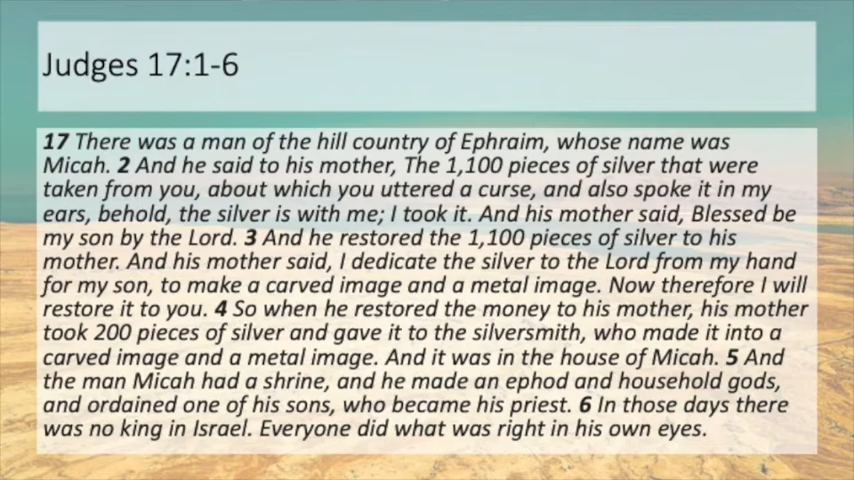 Judges 17:1-6
17 There was a man of the hill country of Ephraim, whose name was
Micah. 2 And he said to his mother, The 1,100 pieces of silver that were
taken from you, about which you uttered a curse, and also spoke it in my
ears, behold, the silver is with me; I took it. And his mother said, Blessed be
my son by the Lord. 3 And he restored the 1,100 pieces of silver to his
mother. And his mother said, I dedicate the silver to the Lord from my hand
for my son, to make a carved image and a metal image. Now therefore I will
restore it to you. 4 So when he restored the money to his mother, his mother
took 200 pieces of silver and gave it to the silversmith, who made it into a
carved image and a metal image. And it was in the house of Micah. 5 And
the man Micah had a shrine, and he made an ephod and household gods,
and ordained one of his sons, who became his priest. 6 In those days there
was no king in Israel. Everyone did what was right in his own eyes.